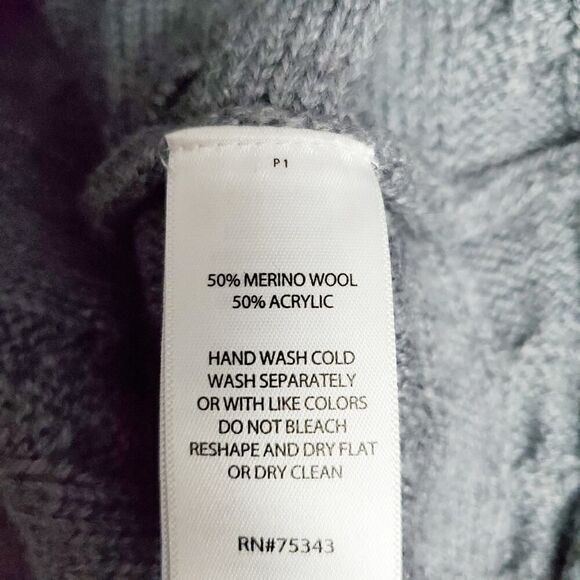 P1
50% MERINO WOOL
50% ACRYLIC
HAND WASH COLD
WASH SEPARATELY
OR WITH LIKE COLORS
DO NOT BLEACH
RESHAPE AND DRY FLAT
OR DRY CLEAN
RN#75343